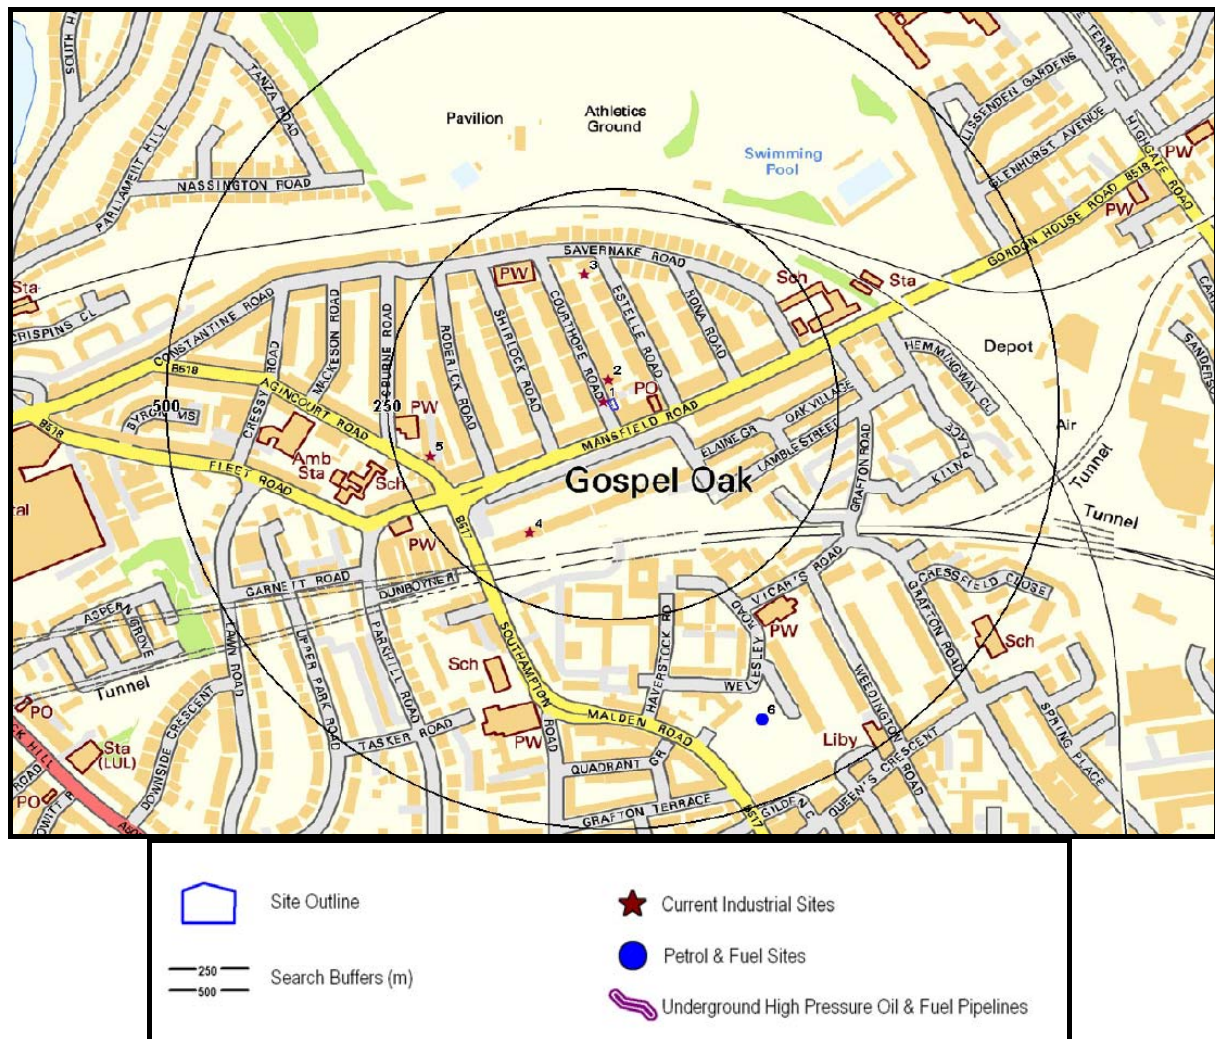 SOUTH H
TANZA ROAD
PARLIAMENT HILL
NASSINGTON ROAD
Pavilion
Athletics
Ground
Swimming
Pool
TERRACE
LISSENDEN GARDENS
GLENHURST AVENUE
HIGHGATE ROAD
PW
PW
GORDON HOUSE ROAD B518
SAVERNAKE ROAD
PW
3
Sch
Sta
Sta
CRISPINS CL
CONSTANTINE ROAD
MACKESON ROAD
RODERICK ROAD
SHIRLOCK ROAD
COURTHOPE ROAD
ESTELLE ROAD
RONA ROAD
HEMMINGWAY CL
Depot
SANDERS
B518
AGINCOURT ROAD
CRESSY ROAD
BYRON MS
500
250
PW
2
1
PO
MANSFIELD ROAD
OAK VILLAGE
ELAINE GR
LAMBLE STREET
GRAFTON ROAD
KILN PLACE
Air
Tunnel
Tunnel
B518
FLEET ROAD
Amb
Sta
Sch
5
Gospel Oak
4
tal
PW
B517
GARNETT ROAD
DUNBOYNE
ASPERN
GROVE
Tunnel
LAWN ROAD
UPPER PARK ROAD
PARKHILL ROAD
TASKER ROAD
SOUTHAMPTON
ROAD
Sch
PW
HAVERSTOCK RD
WELLESLEY
ROAD
VICAR'S ROAD
PW
CRESSFIELD CLOSE
GRAFTON ROAD
Sch
WEEDINGTON
ROAD
6
Liby
MALDEN ROAD
QUADRANT GR
GRAFTON TERRACE
GILDEN C
QUEEN'S CRESCENT
SPRING PLACE
B517
PO
Sta
(LUL)
PO
CK HILL
ROAD
DOWNSIDE CRESCENT
Site Outline
Current Industrial Sites
Petrol & Fuel Sites
250
500
Search Buffers (m)
Underground High Pressure Oil & Fuel Pipelines